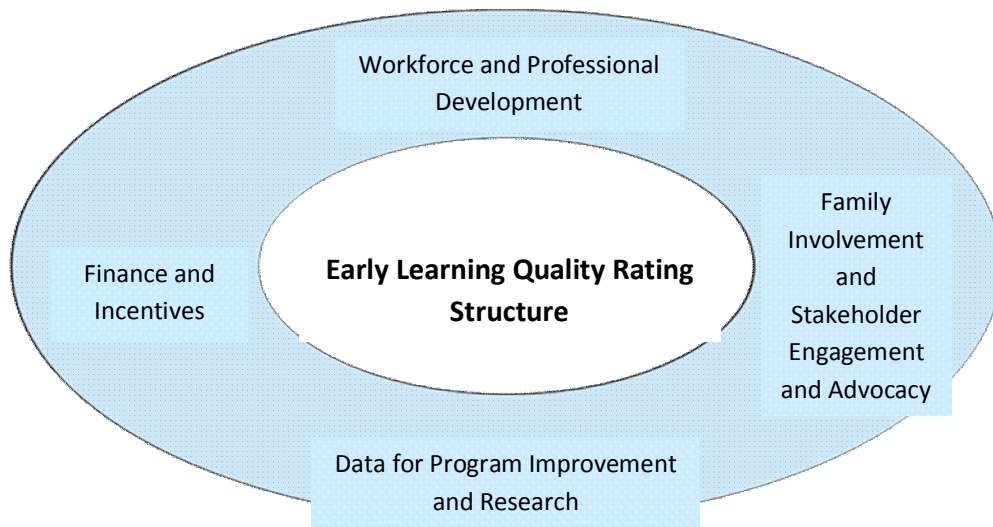 Workforce and Professional
Development
Finance and
Incentives
Early Learning Quality Rating
Structure
Family
Involvement
and
Stakeholder
Engagement
and Advocacy
Data for Program Improvement
and Research